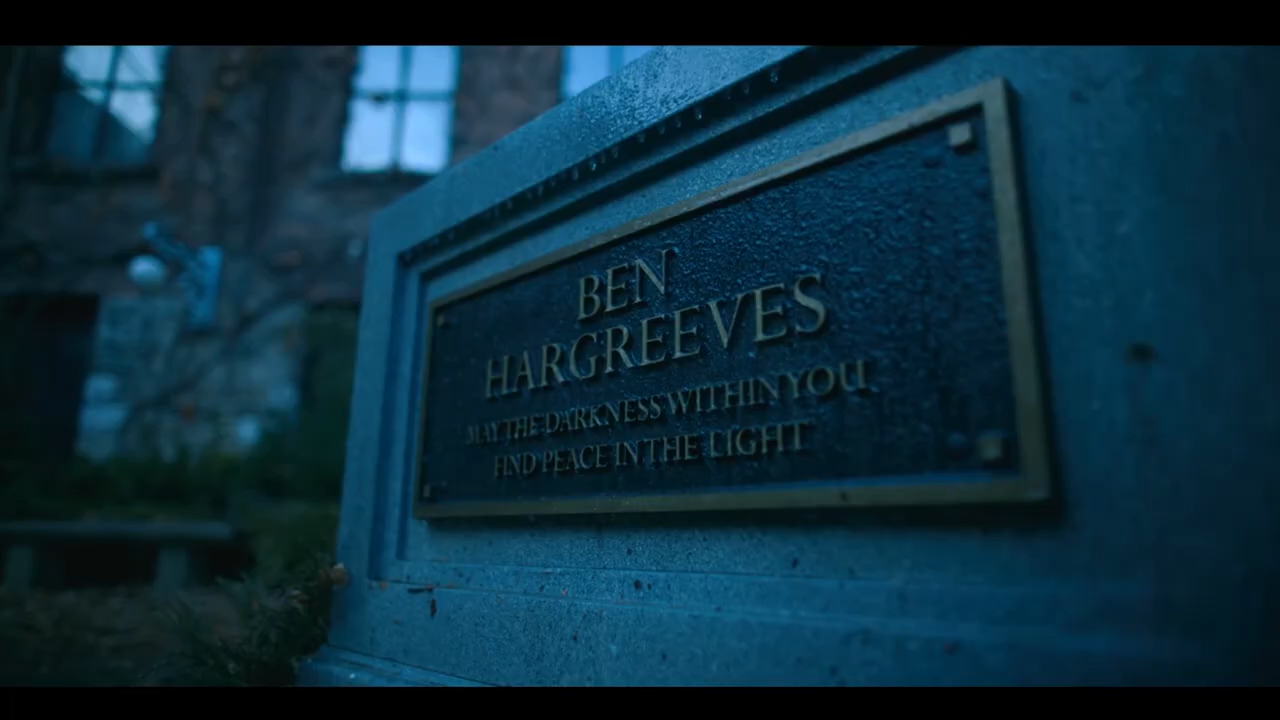 BEN
HARGREEVES
MAY THE DARKNESS WITHIN YOU
FIND PEACE IN THE LIGHT